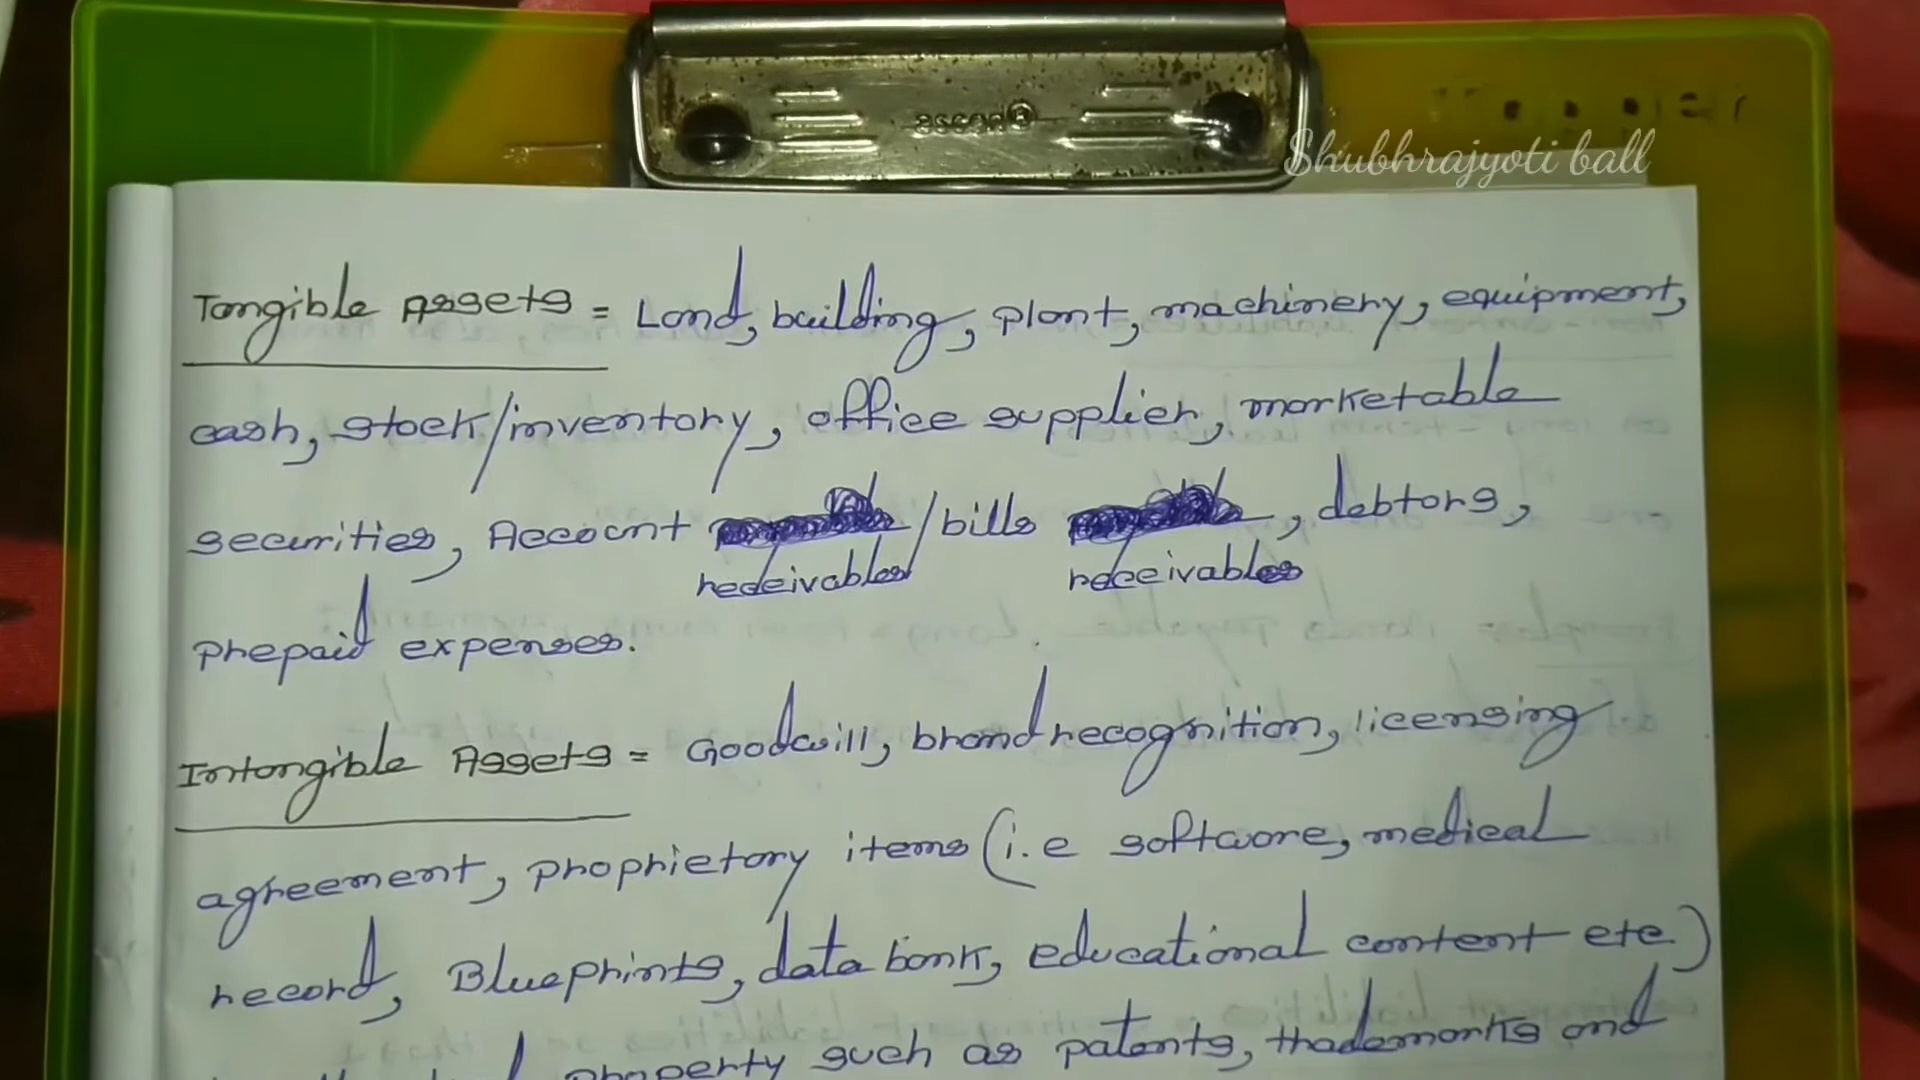 Shubhrajyoti ball
Tangible Assets = Land, building, plant, machinery, equipment,
cash, stock/inventory, office supplier, marketable
securities, Account receivables/bills receivables, debtors,
prepaid expenses.
Intangible Assets = Goodwill, brand recognition, licensing
agreement, proprietory items (i.e software, medical
record, Blueprints, data bank, educational content etc.)
property such as patents, trademarks and